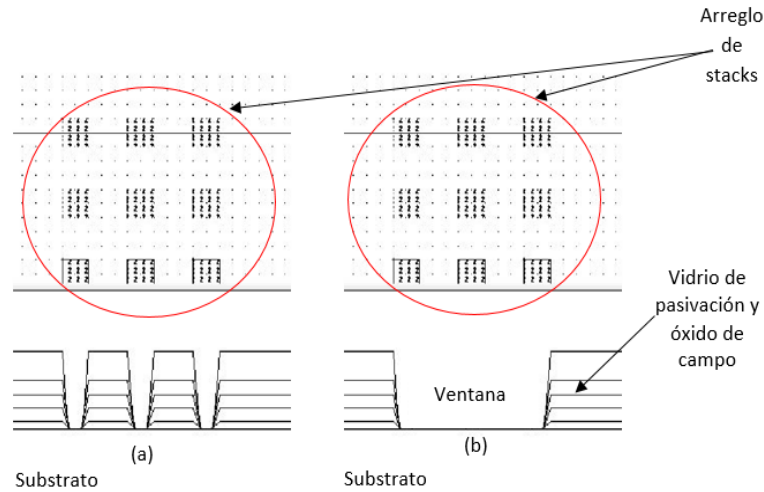 Arreglo
de
stacks
Vidrio de
pasivación y
óxido de
campo
Ventana
(a)
(b)
Substrato
Substrato